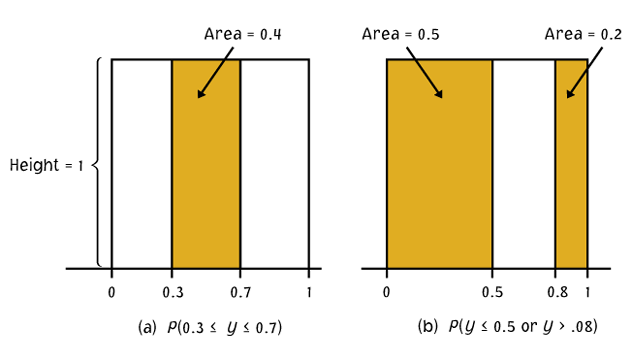 Area = 0.4
Area = 0.5
Area = 0.2
Height = 1
0
0.3
0.7
1
0
0.5
0.8
1
(a) P(0.3 ≤ y ≤ 0.7)
(b) P(y ≤ 0.5 or y > .08)